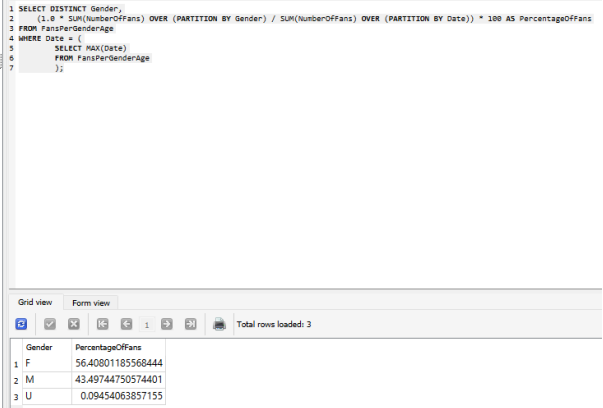 1 SELECT DISTINCT Gender,
2 (1.0 * SUM(NumberOfFans) OVER (PARTITION BY Gender) / SUM(NumberOfFans) OVER (PARTITION BY Date)) * 100 AS PercentageOfFans
3 FROM FansPerGenderAge
4 WHERE Date = (
5 SELECT MAX(Date)
6 FROM FansPerGenderAge
7 );
Grid view Form view
1 Total rows loaded: 3
Gender PercentageOfFans
1 F 56.40801185568444
2 M 43.49744750574401
3 U 0.09454063857155